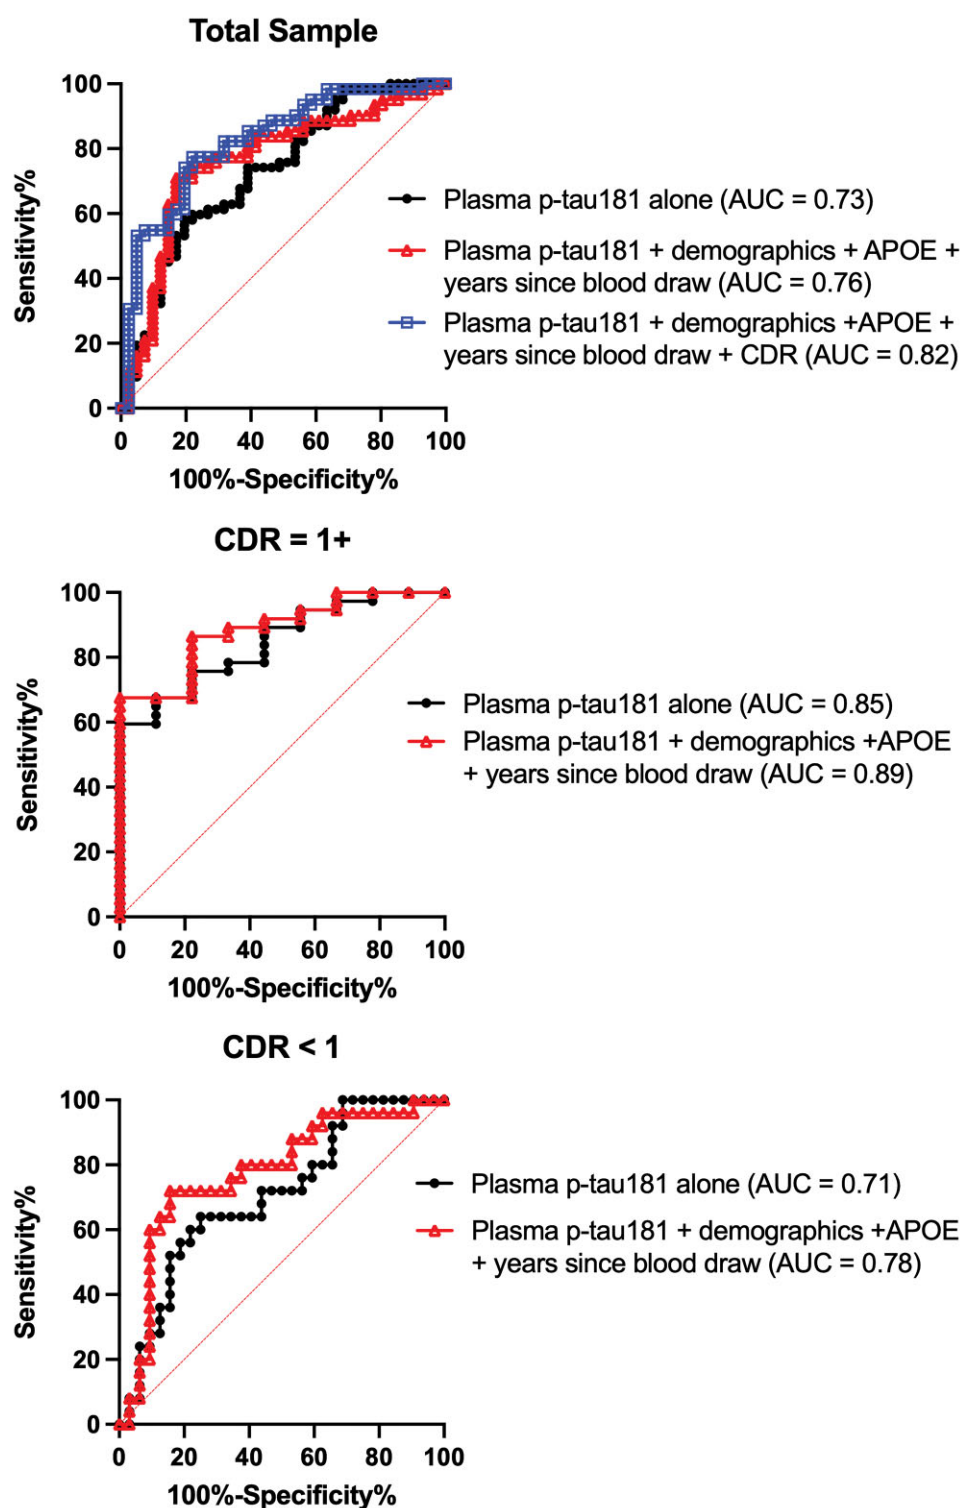 Total Sample
100
80
60
40
20
0
Sensitivity%
0 20 40 60 80 100
100%-Specificity%
Plasma p-tau181 alone (AUC = 0.73)
Plasma p-tau181 + demographics + APOE +
years since blood draw (AUC = 0.76)
Plasma p-tau181 + demographics +APOE +
years since blood draw + CDR (AUC = 0.82)
CDR = 1+
100
80
60
40
20
0
Sensitivity%
0 20 40 60 80 100
100%-Specificity%
Plasma p-tau181 alone (AUC = 0.85)
Plasma p-tau181 + demographics +APOE
+ years since blood draw (AUC = 0.89)
CDR < 1
100
80
60
40
20
0
Sensitivity%
0 20 40 60 80 100
100%-Specificity%
Plasma p-tau181 alone (AUC = 0.71)
Plasma p-tau181 + demographics +APOE
+ years since blood draw (AUC = 0.78)